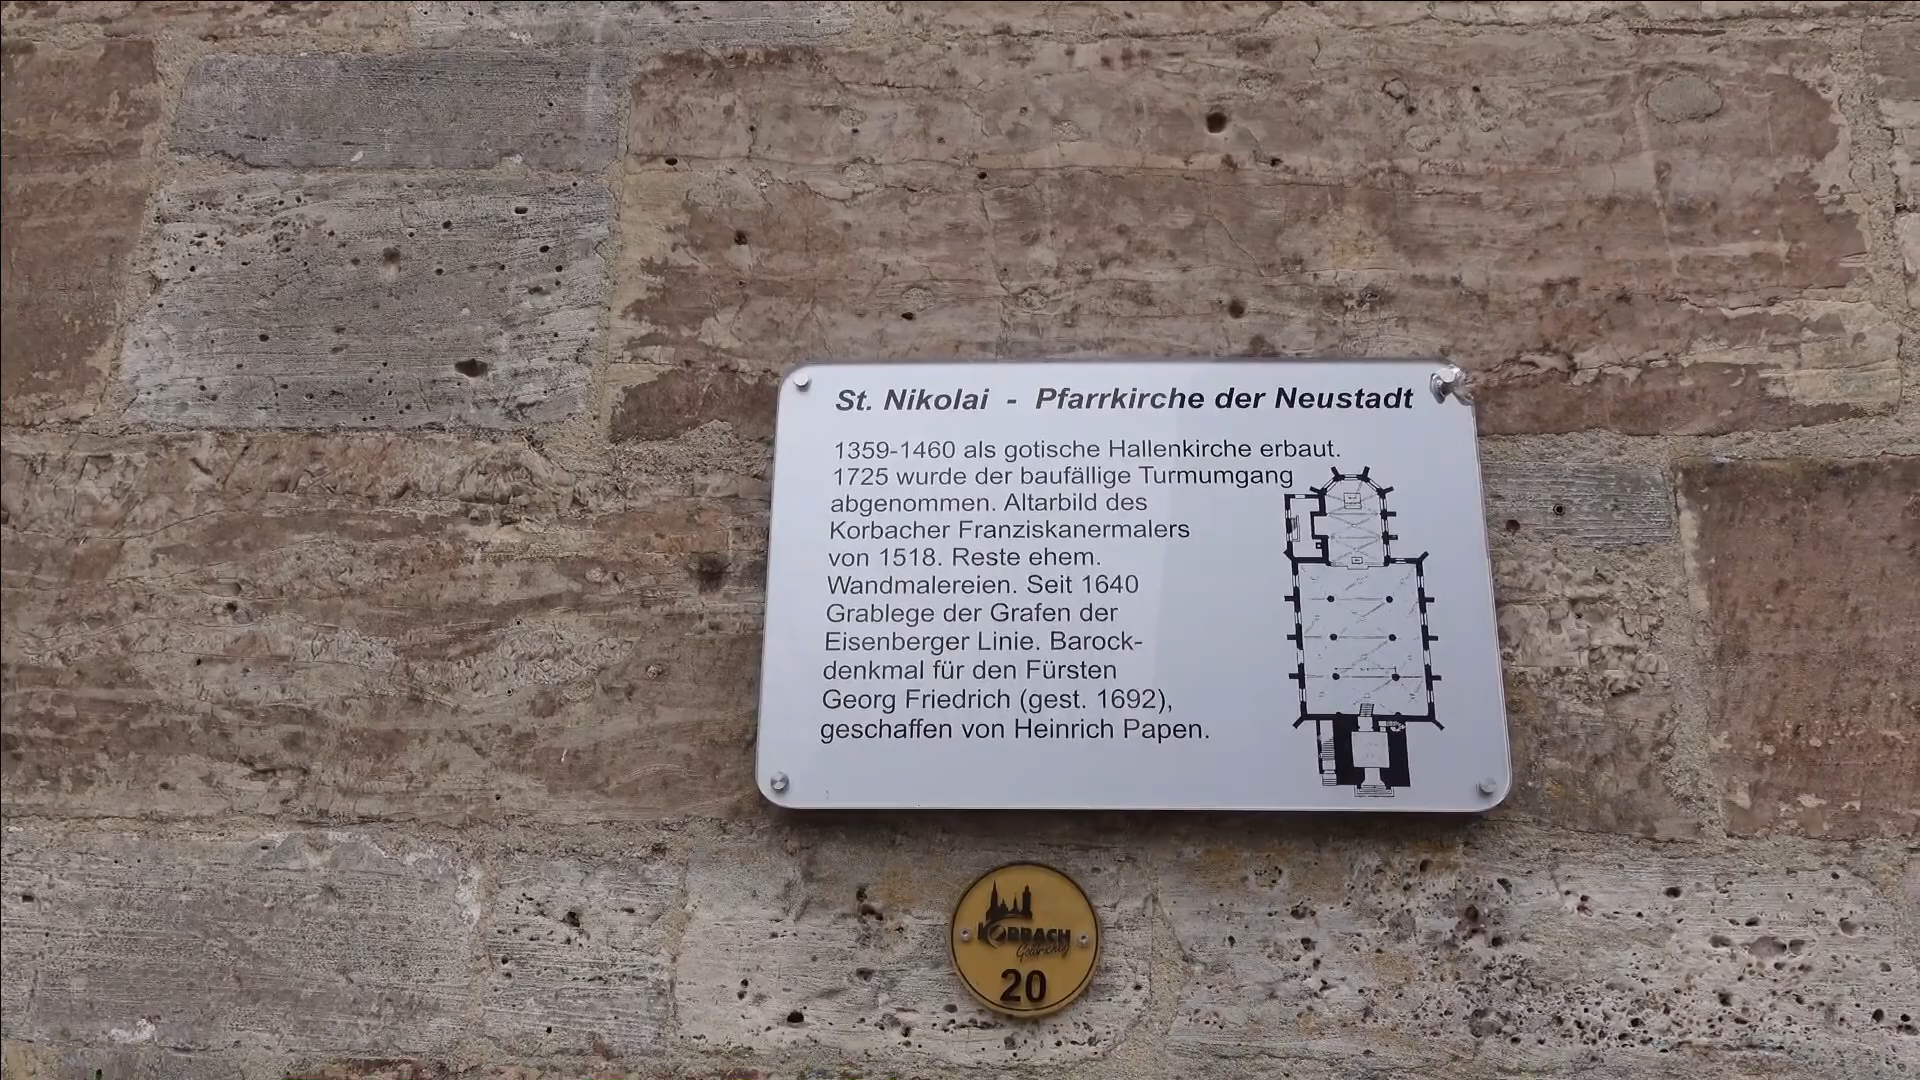 St. Nikolai - Pfarrkirche der Neustadt
1359-1460 als gotische Hallenkirche erbaut.
1725 wurde der baufällige Turmumgang
abgenommen. Altarbild des
Korbacher Franziskanermalers
von 1518. Reste ehem.
Wandmalereien. Seit 1640
Grablege der Grafen der
Eisenberger Linie. Barock-
denkmal für den Fürsten
Georg Friedrich (gest. 1692),
geschaffen von Heinrich Papen.
KORBACH
Goldrichtig
20